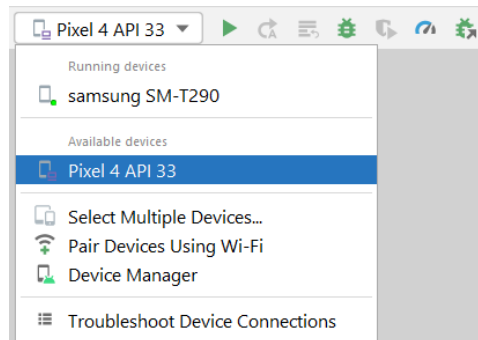 Pixel 4 API 33
Running devices
samsung SM-T290
Available devices
Pixel 4 API 33
Select Multiple Devices...
Pair Devices Using Wi-Fi
Device Manager
Troubleshoot Device Connections